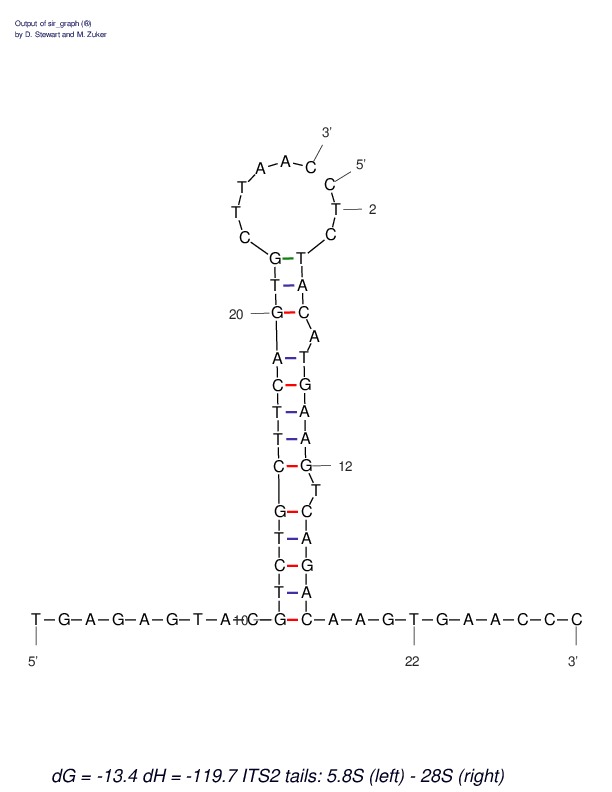 Output of sir_graph (®)
by D. Stewart and M. Zuker
3'
A A C 5'
T C
T T 2
C C
G T
T A
20 G C
A
A T
C G
T A
T A
C G 12
T
G C
T A
C G
T A
T G A G A G T A C G C A A G T G A A C C C
10
5' 22 3'
dG = -13.4 dH = -119.7 ITS2 tails: 5.8S (left) - 28S (right)